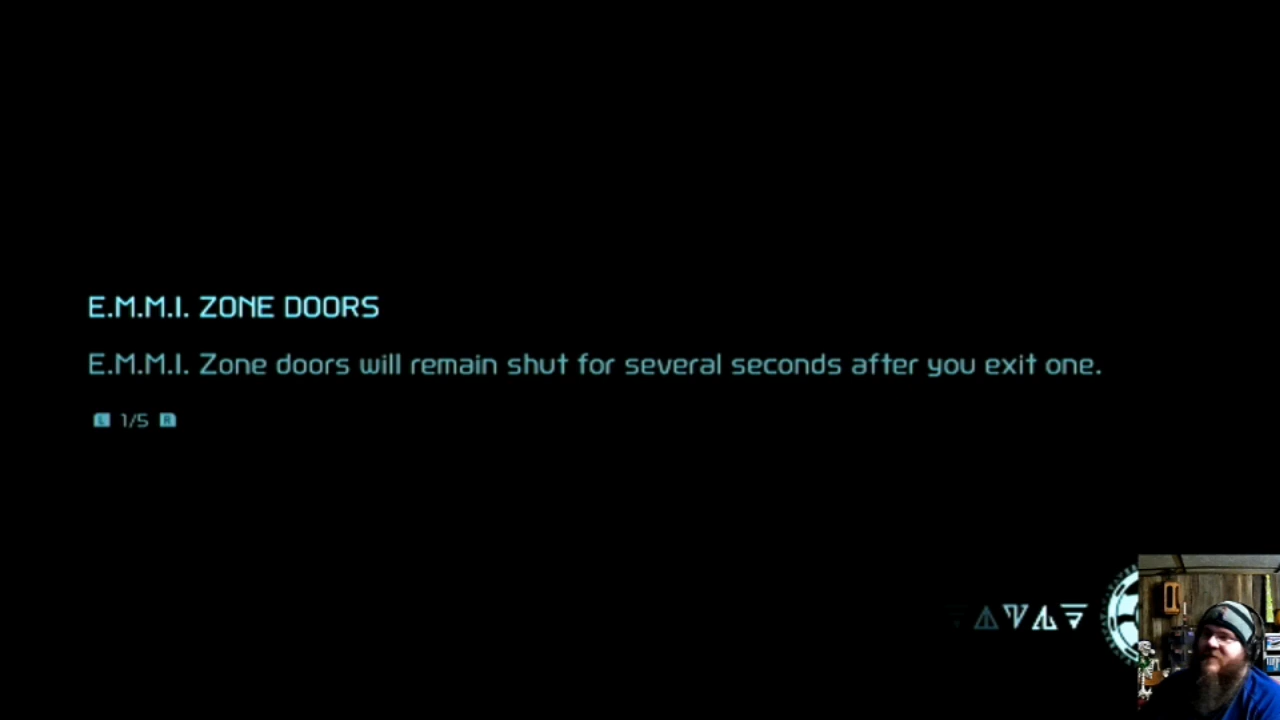 E.M.M.I. ZONE DOORS
E.M.M.I. Zone doors will remain shut for several seconds after you exit one.
L 1/5 R